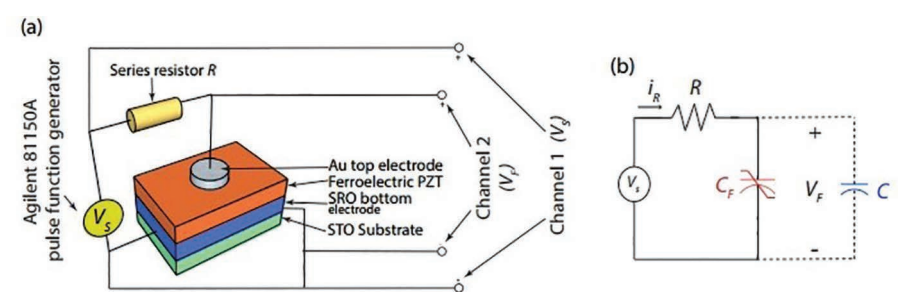 (a)
Series resistor R
Agilent 81150A
pulse function generator
V_S
Au top electrode
Ferroelectric PZT
SRO bottom
electrode
STO Substrate
+
+
-
-
Channel 2
(V_F)
Channel 1 (V_S)
(b)
i_R
R
V_s
C_F
+
V_F
-
C